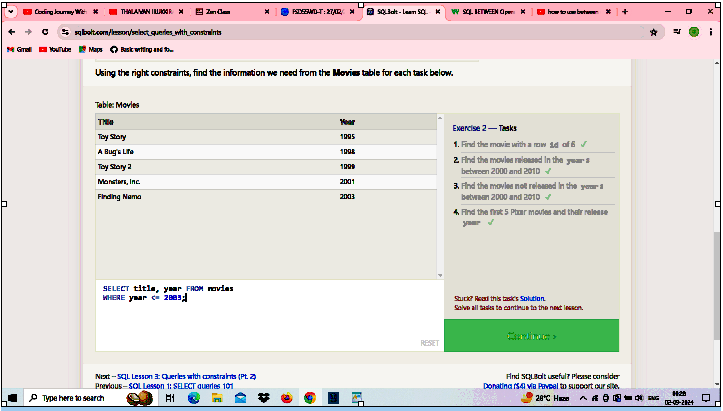 Coding Journey With
THALAIVAN IRUKKIR
Zen Class
FSD55WD-T : 27/02/
SQLBolt - Learn SQL
SQL BETWEEN Opera
how to use between
sqlbolt.com/lesson/select_queries_with_constraints
Gmail YouTube Maps Basic writing and fo...
Using the right constraints, find the information we need from the Movies table for each task below.
Table: Movies
Title Year
Toy Story 1995
A Bug's Life 1998
Toy Story 2 1999
Monsters, Inc. 2001
Finding Nemo 2003
SELECT title, year FROM movies
WHERE year <= 2003;
RESET
Exercise 2 — Tasks
1. Find the movie with a row id of 6 ✓
2. Find the movies released in the year s
between 2000 and 2010 ✓
3. Find the movies not released in the year s
between 2000 and 2010 ✓
4. Find the first 5 Pixar movies and their release
year ✓
Stuck? Read this task's Solution.
Solve all tasks to continue to the next lesson.
Continue ›
Next – SQL Lesson 3: Queries with constraints (Pt. 2)
Previous – SQL Lesson 1: SELECT queries 101
Find SQLBolt useful? Please consider
Donating ($4) via Paypal to support our site.
Type here to search
28°C Haze
ENG
02-09-2024